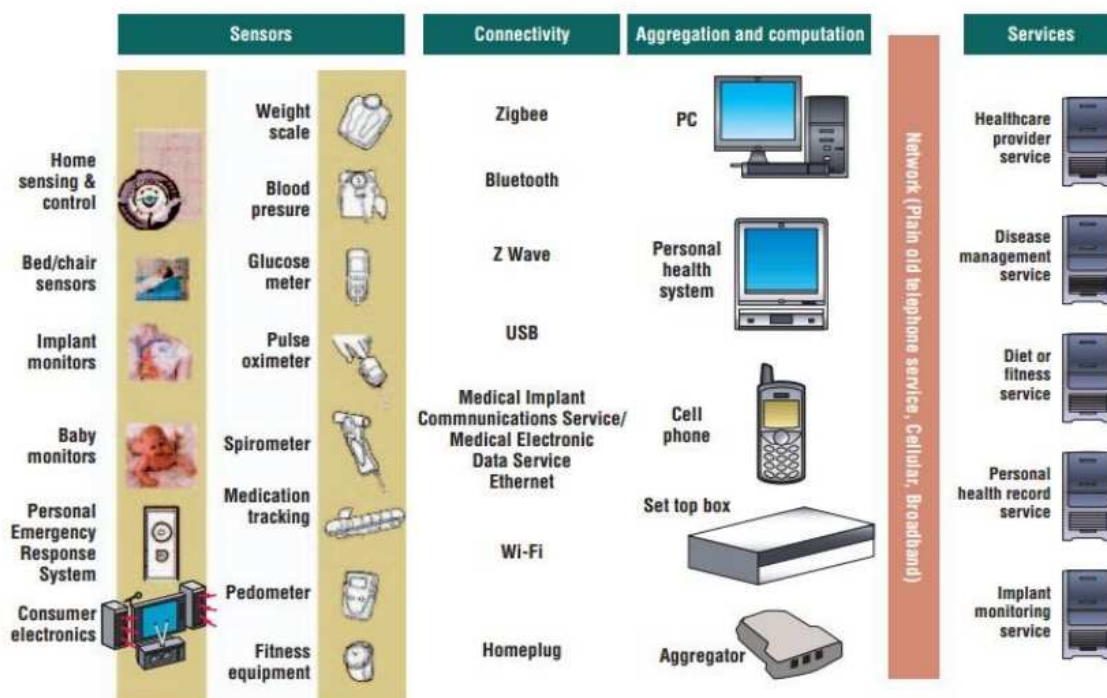 Sensors
Connectivity
Aggregation and computation
Services
Home
sensing &
control
Bed/chair
sensors
Implant
monitors
Baby
monitors
Personal
Emergency
Response
System
Consumer
electronics
Weight
scale
Blood
presure
Glucose
meter
Pulse
oximeter
Spirometer
Medication
tracking
Pedometer
Fitness
equipment
Zigbee
Bluetooth
Z Wave
USB
Medical Implant
Commnunications Service/
Medical Electronic
Data Service
Ethernet
Wi-Fi
Homeplug
PC
Personal
health
system
Cell
phone
Set top box
Aggregator
Network (Plain old telephone service, Cellular, Broadband)
Healthcare
provider
service
Disease
management
service
Diet or
fitness
service
Personal
health record
service
Implant
monitoring
service